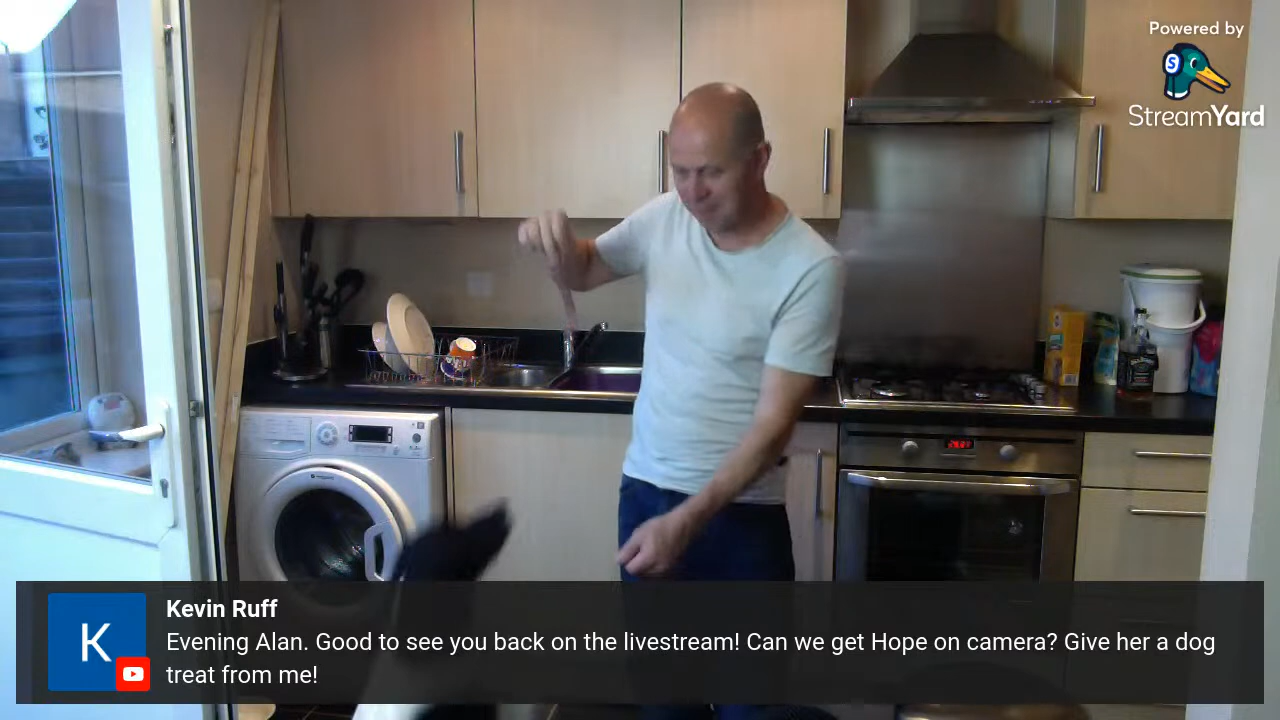 Powered by
StreamYard
Kevin Ruff
K
Evening Alan. Good to see you back on the livestream! Can we get Hope on camera? Give her a dog
treat from me!